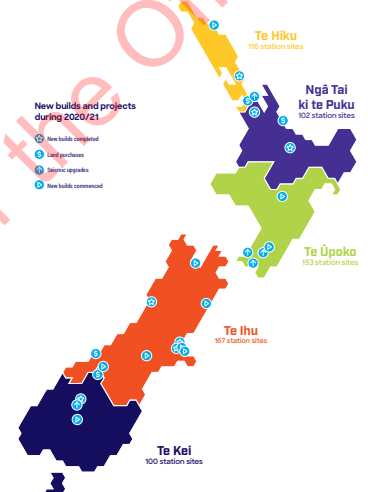 the On
Te Hiku
116 station sites
Ngā Tai
ki te Puku
102 station sites
New builds and projects
during 2020/21
New builds completed
Land purchases
Seismic upgrades
New builds commenced
Te Ūpoko
153 station sites
Te Ihu
167 station sites
Te Kei
100 station sites